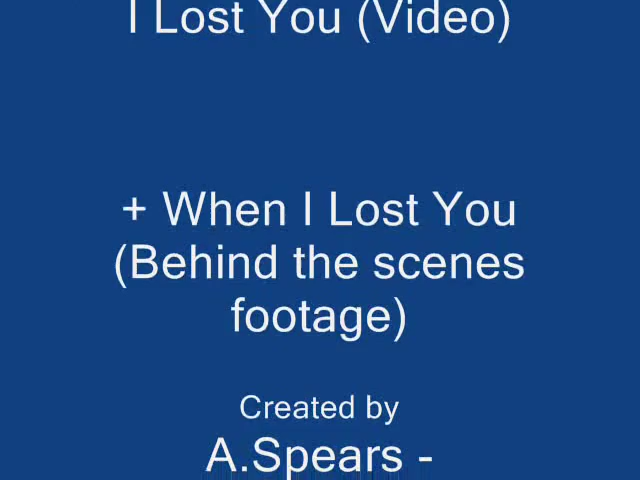 I Lost You (Video)
+ When I Lost You
(Behind the scenes
footage)
Created by
A.Spears -